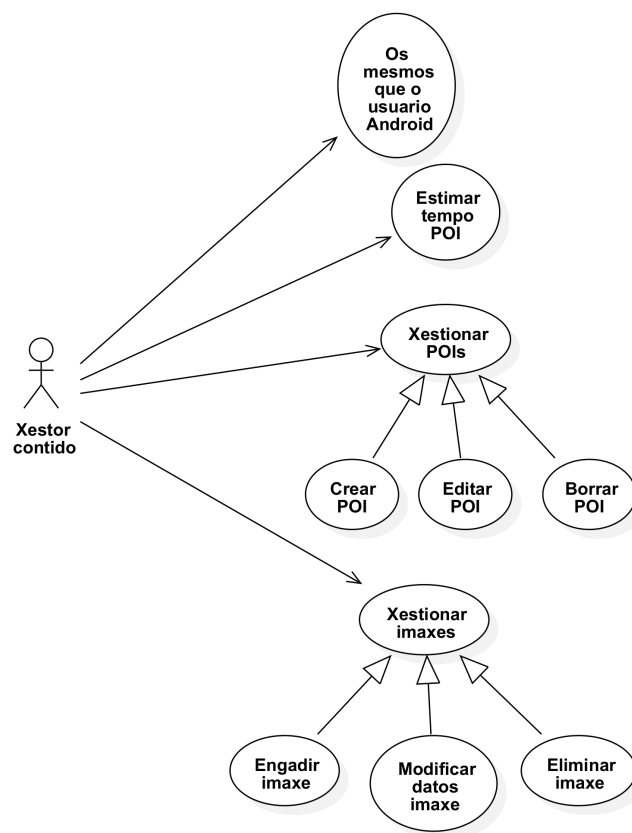 Os
mesmos
que o
usuario
Android
Estimar
tempo
POI
Xestionar
POIs
Xestor
contido
Crear
POI
Editar
POI
Borrar
POI
Xestionar
imaxes
Engadir
imaxe
Modificar
datos
imaxe
Eliminar
imaxe